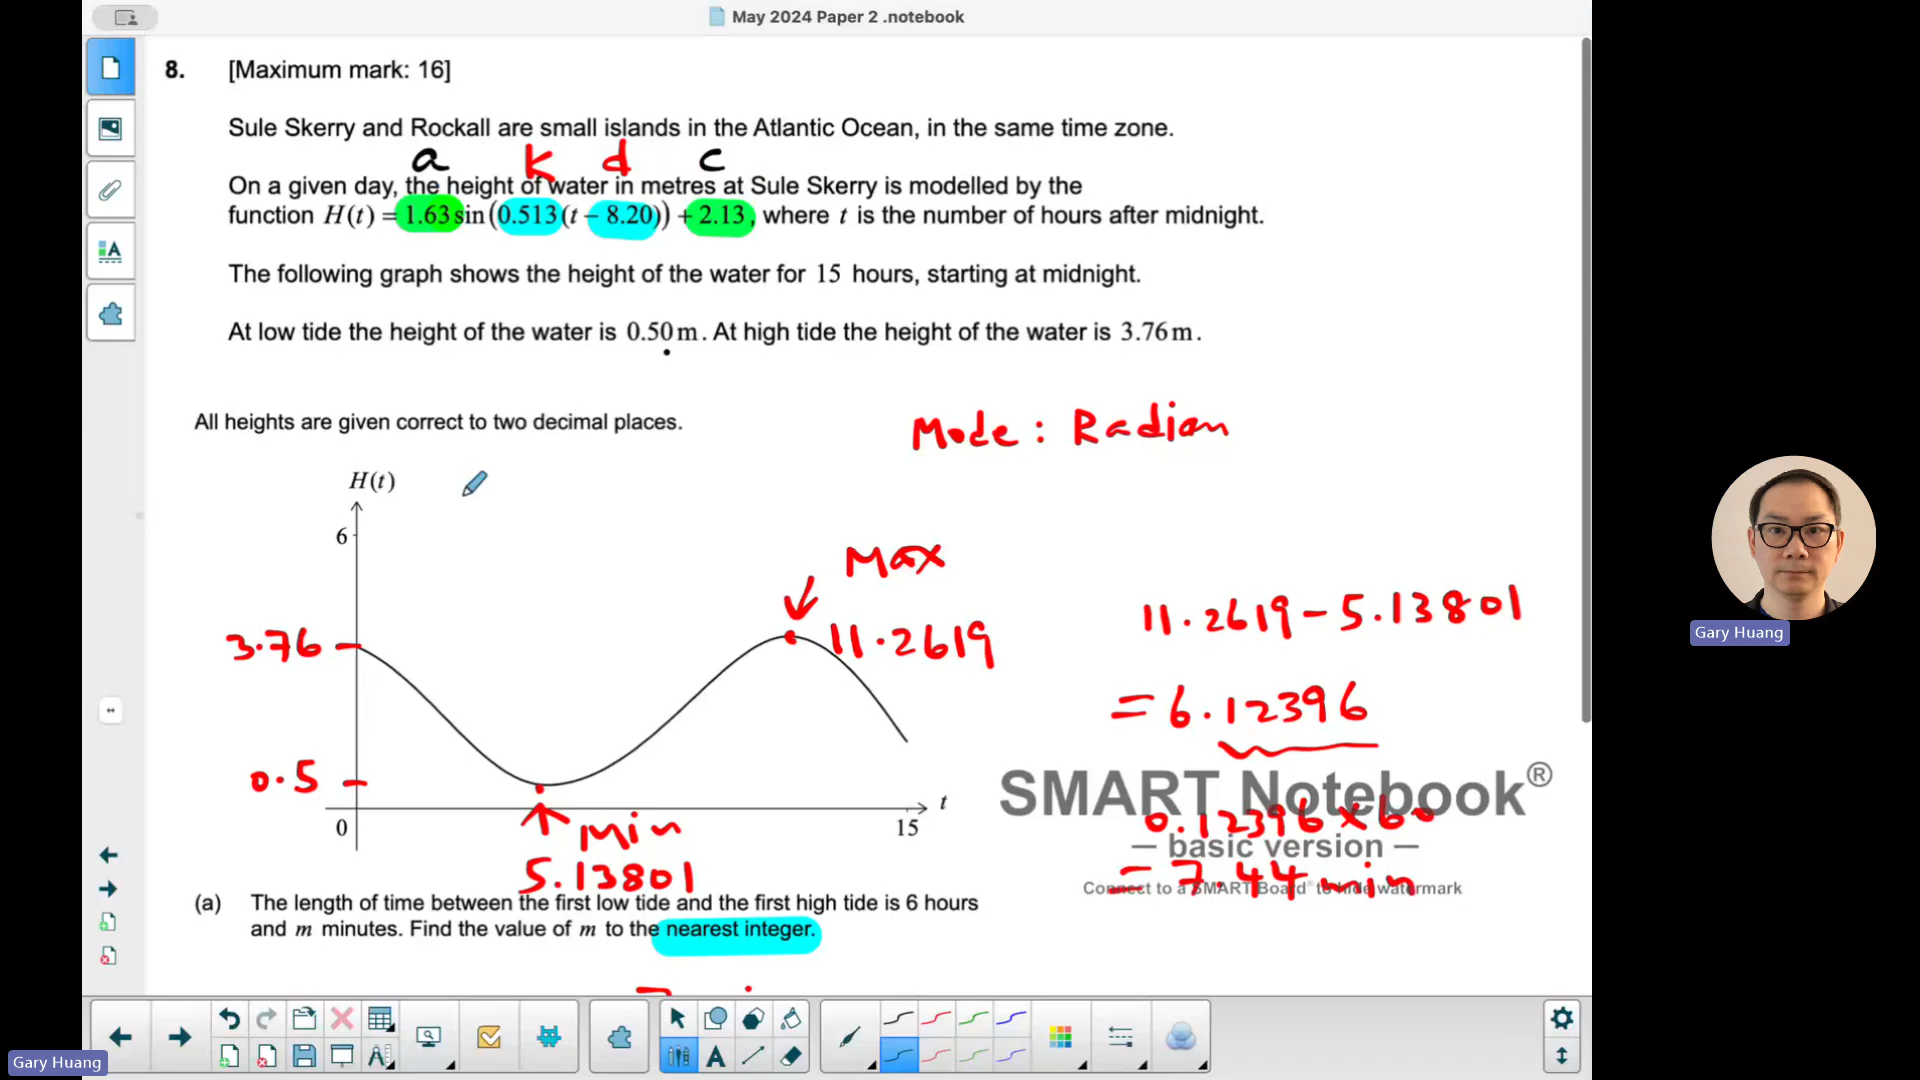 May 2024 Paper 2 .notebook
8. [Maximum mark: 16]
Sule Skerry and Rockall are small islands in the Atlantic Ocean, in the same time zone.
a k d c
On a given day, the height of water in metres at Sule Skerry is modelled by the
function H(t) = 1.63 sin(0.513(t − 8.20)) + 2.13, where t is the number of hours after midnight.
The following graph shows the height of the water for 15 hours, starting at midnight.
At low tide the height of the water is 0.50 m. At high tide the height of the water is 3.76 m.
All heights are given correct to two decimal places.
Mode: Radian
H(t)
6
Max
3.76
11.2619
11.2619 - 5.13801
= 6.12396
0.5
t
0
15
Min
5.13801
SMART Notebook®
0.12396 x 60
— basic version —
= 7.44 min
Connect to a SMART Board® to hide watermark
(a) The length of time between the first low tide and the first high tide is 6 hours
and m minutes. Find the value of m to the nearest integer.
Gary Huang
Gary Huang